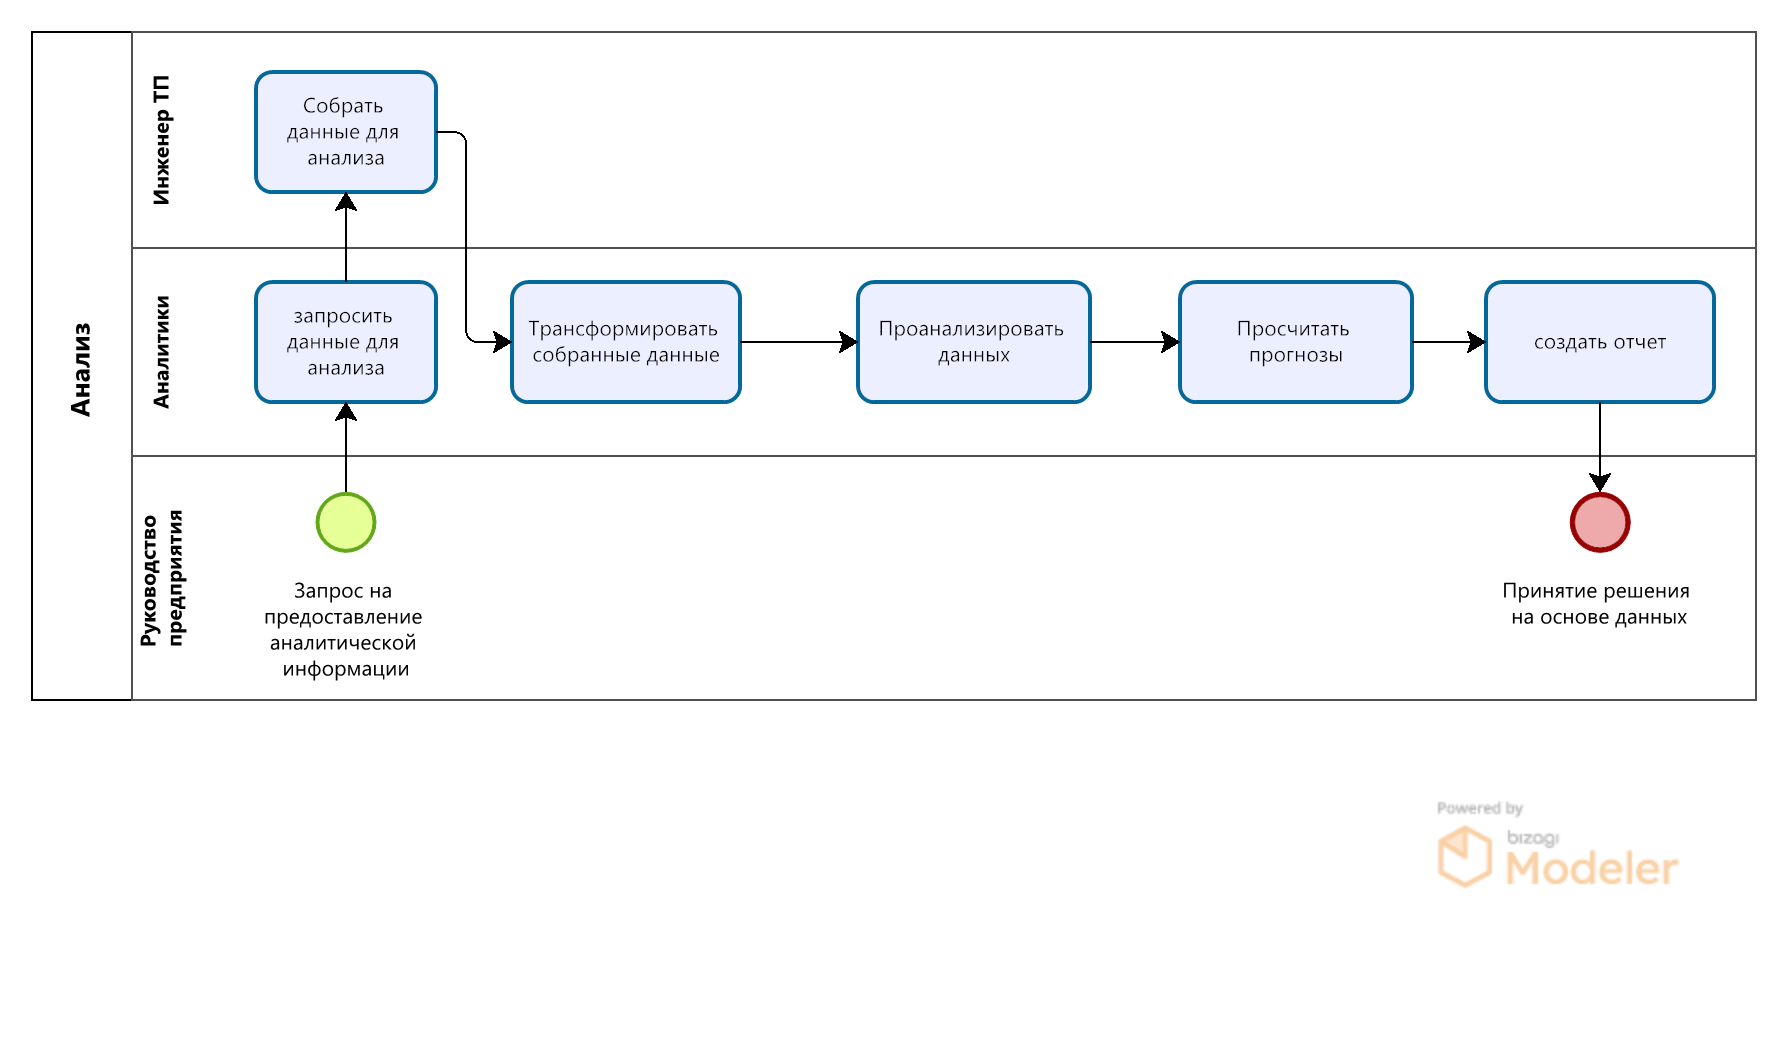 Анализ
Инженер ТП
Собрать
данные для
анализа
Аналитики
запросить
данные для
анализа
Трансформировать
собранные данные
Проанализировать
данных
Просчитать
прогнозы
создать отчет
Руководство
предприятия
Запрос на
предоставление
аналитической
информации
Принятие решения
на основе данных
Powered by
bizagi
Modeler